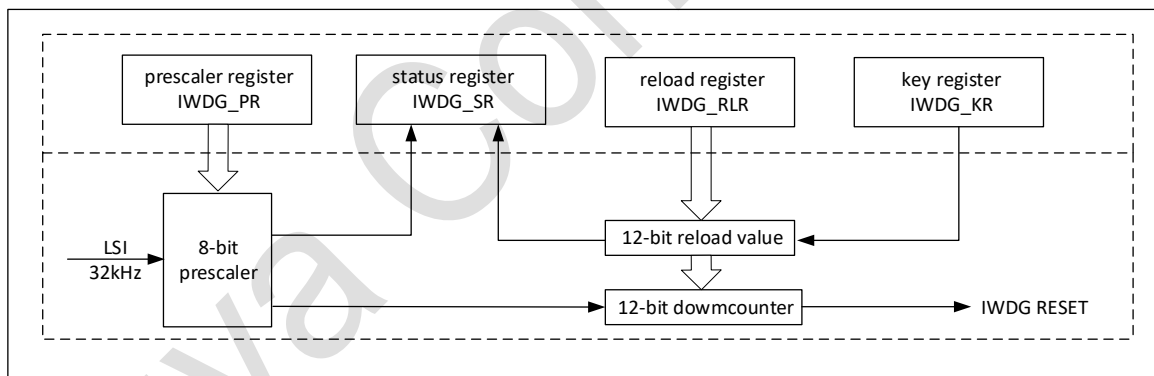 prescaler register
IWDG_PR
status register
IWDG_SR
reload register
IWDG_RLR
key register
IWDG_KR
LSI
32kHz
8-bit
prescaler
12-bit reload value
12-bit dowmcounter
IWDG RESET